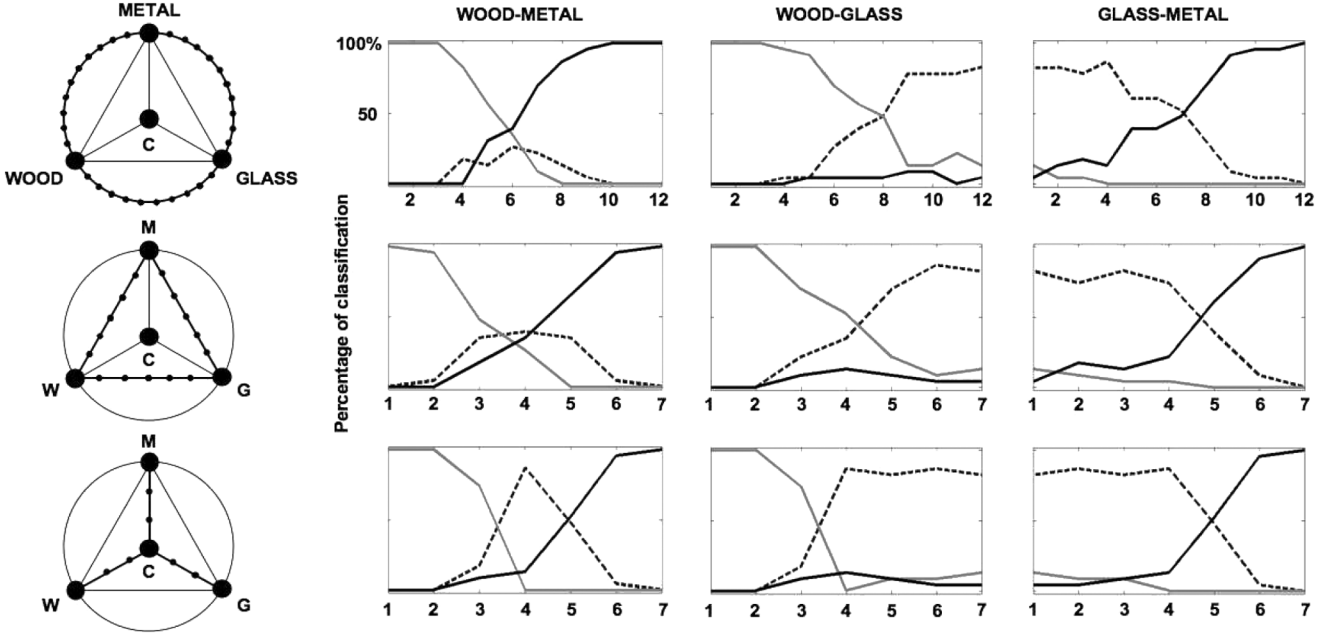 METAL
C
WOOD
GLASS
M
C
W
G
M
C
W
G
Percentage of classification
WOOD-METAL
WOOD-GLASS
GLASS-METAL
100%
50
2 4 6 8 10 12
2 4 6 8 10 12
2 4 6 8 10 12
1 2 3 4 5 6 7
1 2 3 4 5 6 7
1 2 3 4 5 6 7
1 2 3 4 5 6 7
1 2 3 4 5 6 7
1 2 3 4 5 6 7